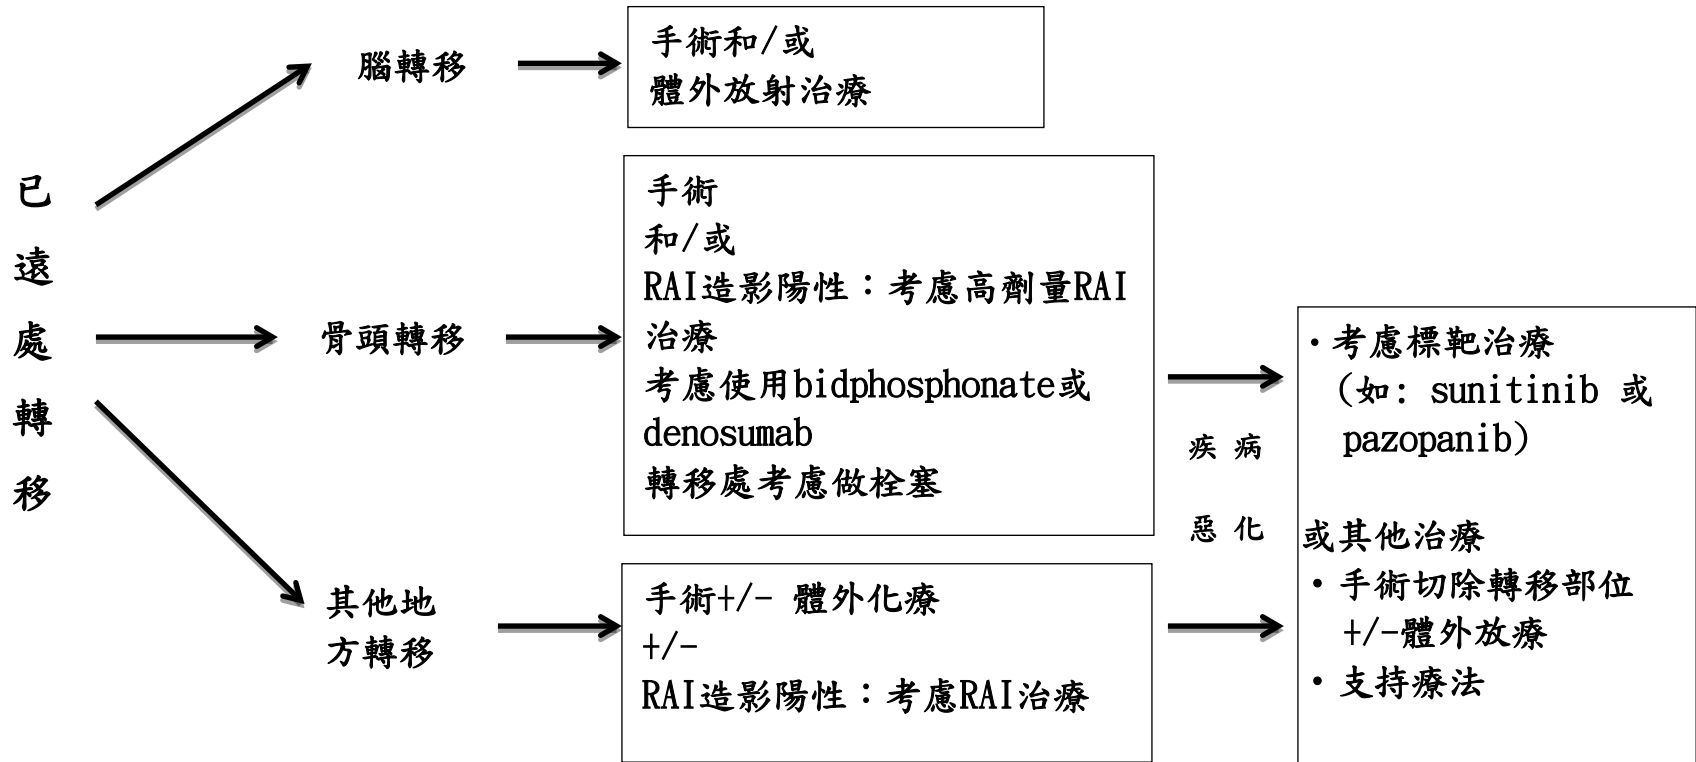 已遠處轉移
腦轉移
手術和/或
體外放射治療
骨頭轉移
手術
和/或
RAI造影陽性：考慮高劑量RAI
治療
考慮使用bidphosphonate或
denosumab
轉移處考慮做栓塞
其他地
方轉移
手術+/- 體外化療
+/-
RAI造影陽性：考慮RAI治療
疾病
惡化
・考慮標靶治療
(如: sunitinib 或
pazopanib)
或其他治療
・手術切除轉移部位
+/-體外放療
・支持療法